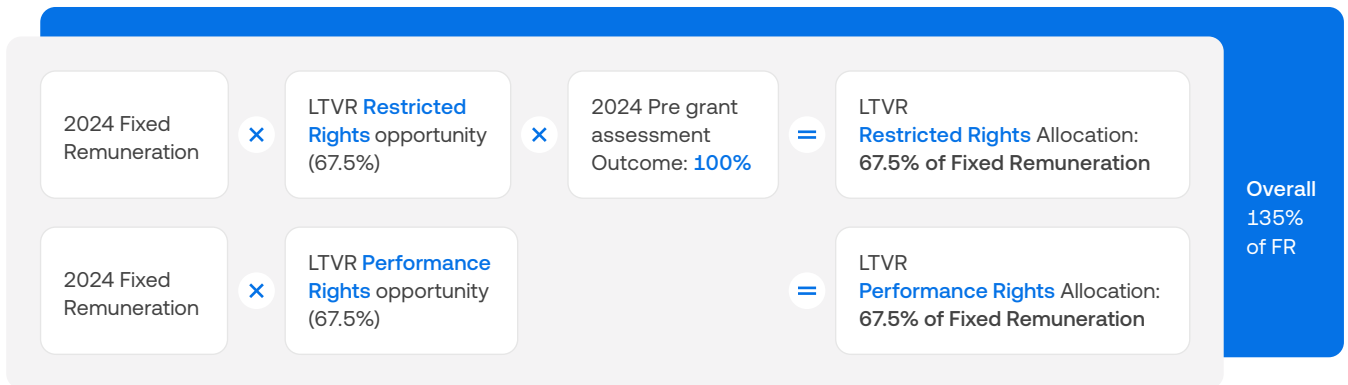 2024 Fixed
Remuneration
×
LTVR Restricted
Rights opportunity
(67.5%)
×
2024 Pre grant
assessment
Outcome: 100%
=
LTVR
Restricted Rights Allocation:
67.5% of Fixed Remuneration
2024 Fixed
Remuneration
×
LTVR Performance
Rights opportunity
(67.5%)
=
LTVR
Performance Rights Allocation:
67.5% of Fixed Remuneration
Overall
135%
of FR